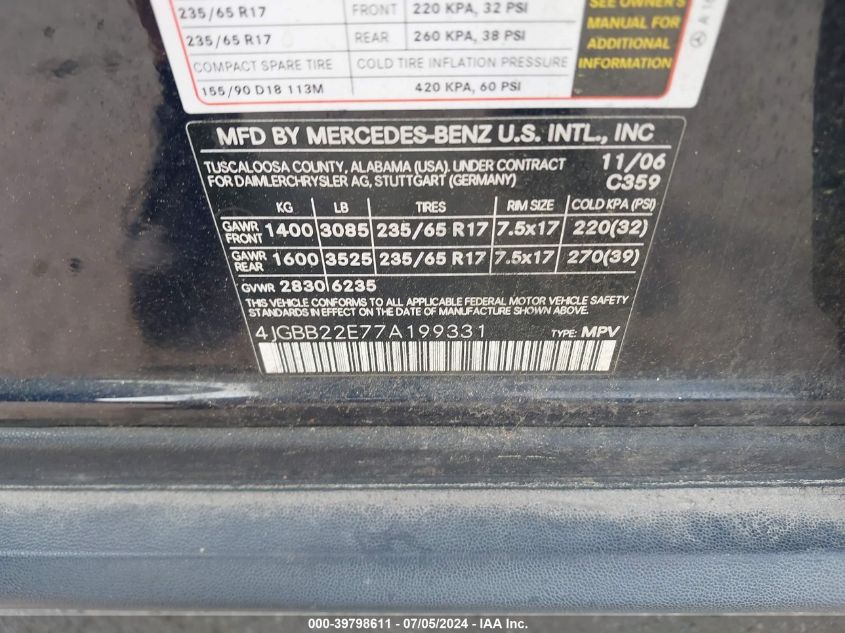 235/65 R17 FRONT 220 KPA, 32 PSI
235/65 R17 REAR 260 KPA, 38 PSI
COMPACT SPARE TIRE COLD TIRE INFLATION PRESSURE
155/90 D18 113M 420 KPA, 60 PSI
SEE OWNER'S
MANUAL FOR
ADDITIONAL
INFORMATION
MFD BY MERCEDES-BENZ U.S. INTL., INC
TUSCALOOSA COUNTY, ALABAMA (USA). UNDER CONTRACT 11/06
FOR DAIMLERCHRYSLER AG, STUTTGART (GERMANY) C359
KG LB TIRES RIM SIZE COLD KPA (PSI)
GAWR FRONT 1400 3085 235/65 R17 7.5x17 220(32)
GAWR REAR 1600 3525 235/65 R17 7.5x17 270(39)
GVWR 2830 6235
THIS VEHICLE CONFORMS TO ALL APPLICABLE FEDERAL MOTOR VEHICLE SAFETY
STANDARDS IN EFFECT ON THE DATE OF MANUFACTURE SHOWN ABOVE.
4JGBB22E77A199331 TYPE: MPV
000-39798611 - 07/05/2024 - IAA Inc.